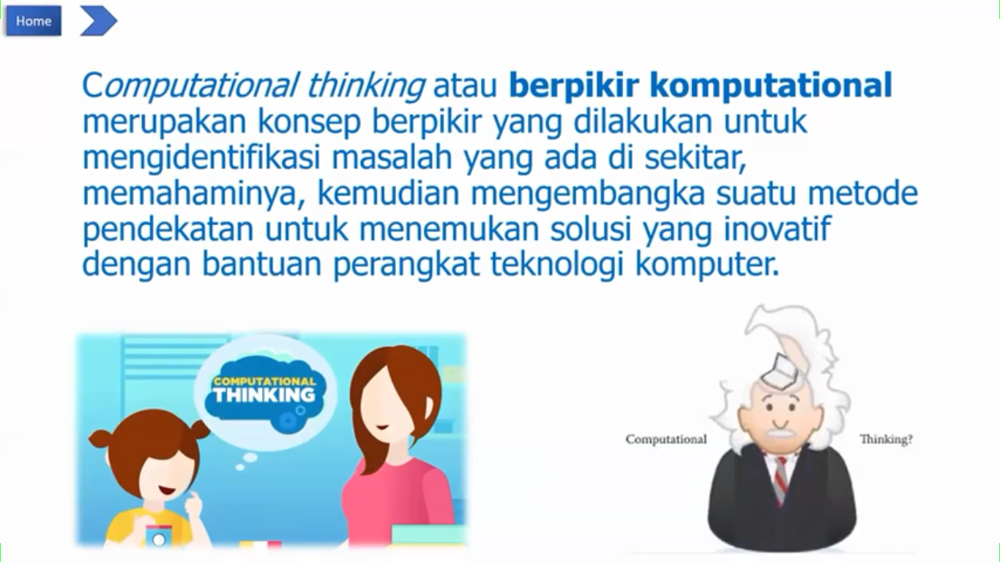 Home
Computational thinking atau berpikir komputational
merupakan konsep berpikir yang dilakukan untuk
mengidentifikasi masalah yang ada di sekitar,
memahaminya, kemudian mengembangka suatu metode
pendekatan untuk menemukan solusi yang inovatif
dengan bantuan perangkat teknologi komputer.
COMPUTATIONAL
THINKING
Computational
Thinking?